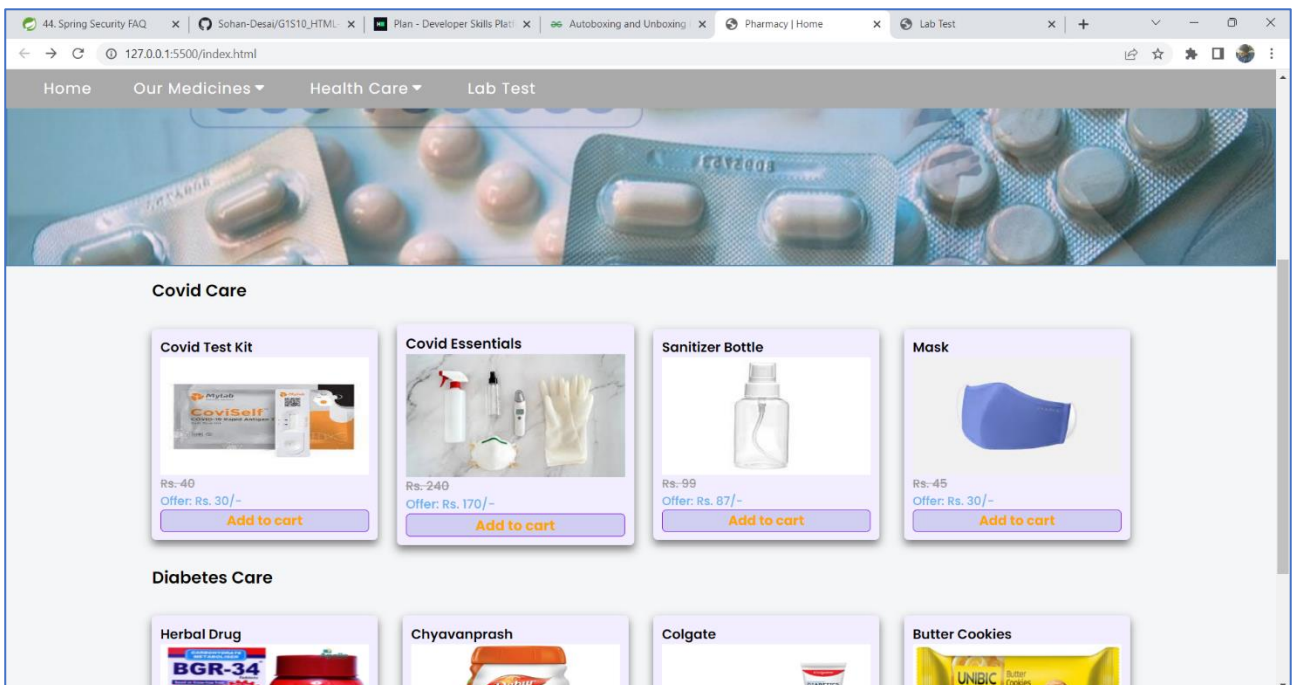 44. Spring Security FAQ
Sohan-Desai/G1S10_HTML-
Plan - Developer Skills Platf
Autoboxing and Unboxing
Pharmacy | Home
Lab Test
127.0.0.1:5500/index.html
Home Our Medicines Health Care Lab Test
Covid Care
Covid Test Kit
Mylab
CoviSelf
Rs. 40
Offer: Rs. 30/-
Add to cart
Covid Essentials
Rs. 240
Offer: Rs. 170/-
Add to cart
Sanitizer Bottle
Rs. 99
Offer: Rs. 87/-
Add to cart
Mask
Rs. 45
Offer: Rs. 30/-
Add to cart
Diabetes Care
Herbal Drug
BGR-34
Chyavanprash
Colgate
Butter Cookies
UNIBIC
Butter
Cookies